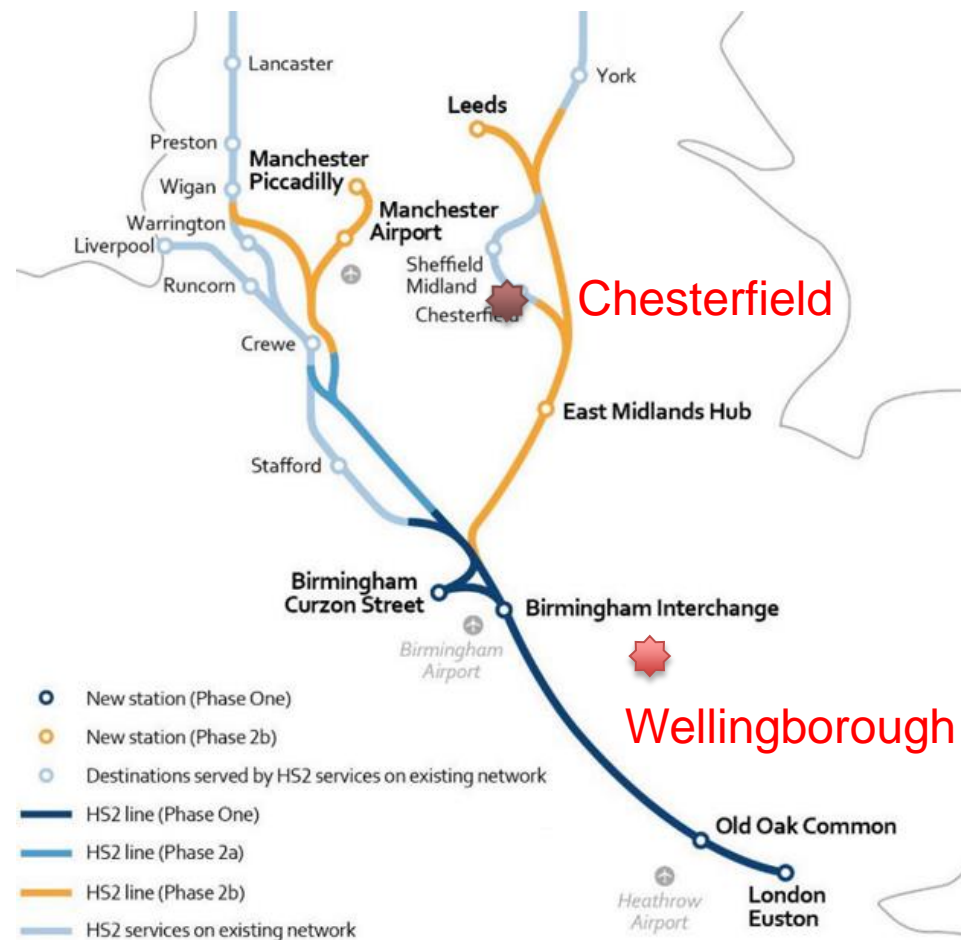 Lancaster
York
Leeds
Preston
Manchester
Piccadilly
Wigan
Manchester
Airport
Warrington
Liverpool
Sheffield
Midland
Runcorn
Chesterfield
Chesterfield
Crewe
East Midlands Hub
Stafford
Birmingham
Curzon Street
Birmingham Interchange
Birmingham
Airport
Wellingborough
New station (Phase One)
New station (Phase 2b)
Destinations served by HS2 services on existing network
HS2 line (Phase One)
HS2 line (Phase 2a)
HS2 line (Phase 2b)
HS2 services on existing network
Old Oak Common
Heathrow
Airport
London
Euston